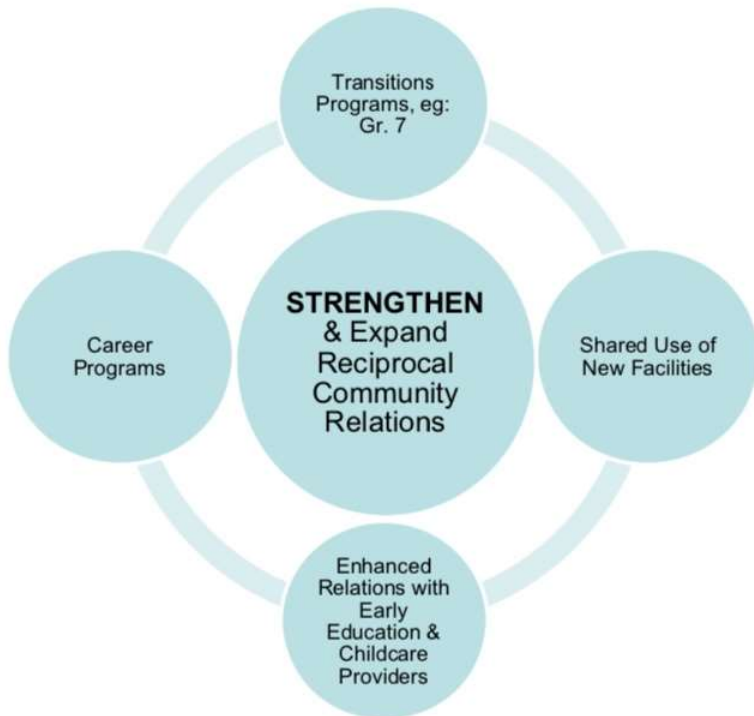 Transitions
Programs, eg:
Gr. 7
STRENGTHEN
& Expand
Reciprocal
Community
Relations
Career
Programs
Shared Use of
New Facilities
Enhanced
Relations with
Early
Education &
Childcare
Providers